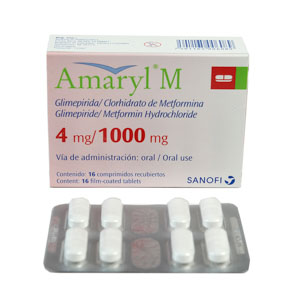 Amaryl® M
Glimepirida/ Clorhidrato de Metformina
Glimepiride/ Metformin Hydrochloride
4 mg/1000 mg
Vía de administración: oral / Oral use
Contenido: 16 comprimidos recubiertos
Content: 16 film-coated tablets
SANOFI